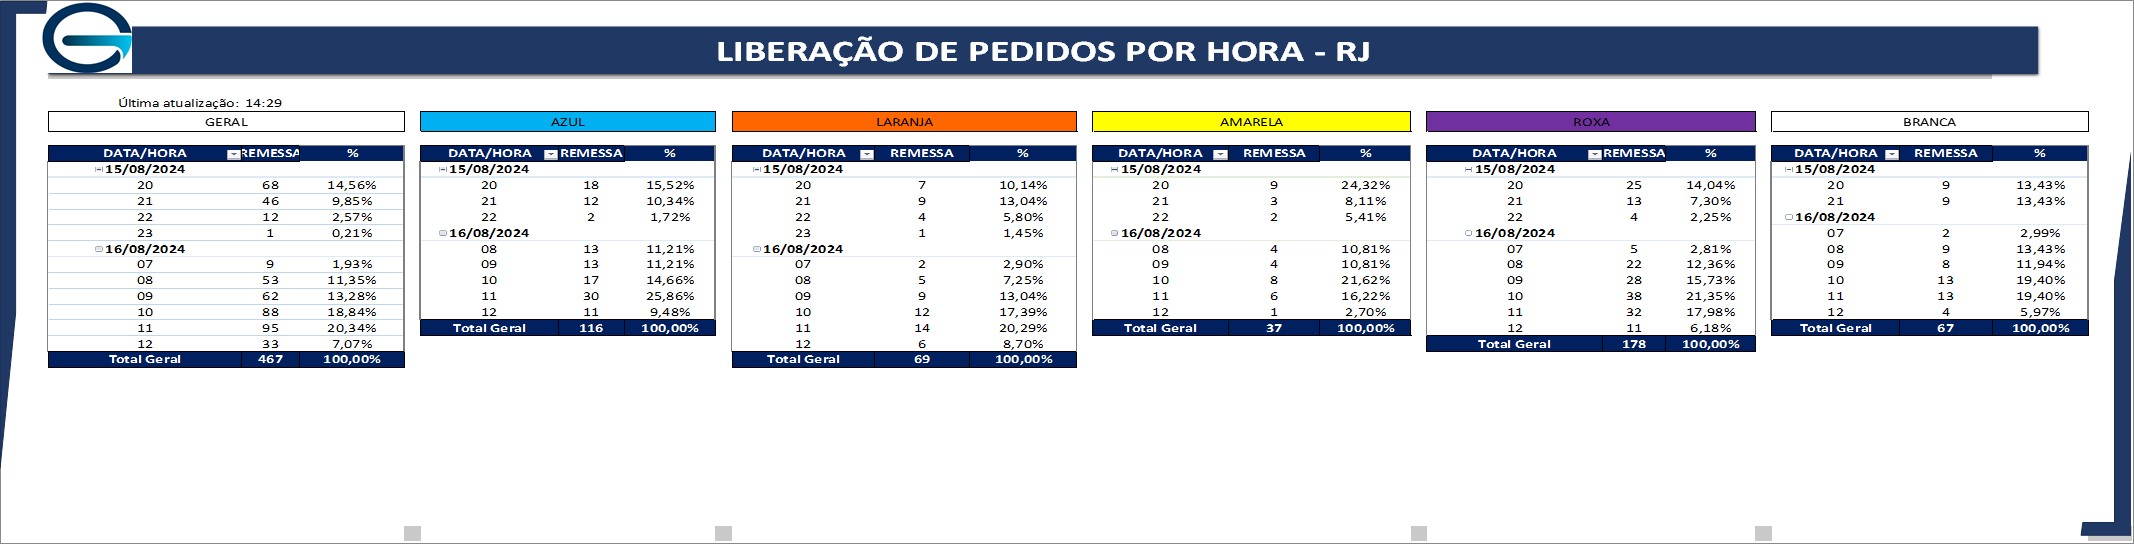 LIBERAÇÃO DE PEDIDOS POR HORA - RJ
Última atualização: 14:29
GERAL
DATA/HORA REMESSA %
15/08/2024
20 68 14,56%
21 46 9,85%
22 12 2,57%
23 1 0,21%
16/08/2024
07 9 1,93%
08 53 11,35%
09 62 13,28%
10 88 18,84%
11 95 20,34%
12 33 7,07%
Total Geral 467 100,00%
AZUL
DATA/HORA REMESSA %
15/08/2024
20 18 15,52%
21 12 10,34%
22 2 1,72%
16/08/2024
08 13 11,21%
09 13 11,21%
10 17 14,66%
11 30 25,86%
12 11 9,48%
Total Geral 116 100,00%
LARANJA
DATA/HORA REMESSA %
15/08/2024
20 7 10,14%
21 9 13,04%
22 4 5,80%
23 1 1,45%
16/08/2024
07 2 2,90%
08 5 7,25%
09 9 13,04%
10 12 17,39%
11 14 20,29%
12 6 8,70%
Total Geral 69 100,00%
AMARELA
DATA/HORA REMESSA %
15/08/2024
20 9 24,32%
21 3 8,11%
22 2 5,41%
16/08/2024
08 4 10,81%
09 4 10,81%
10 8 21,62%
11 6 16,22%
12 1 2,70%
Total Geral 37 100,00%
ROXA
DATA/HORA REMESSA %
15/08/2024
20 25 14,04%
21 13 7,30%
22 4 2,25%
16/08/2024
07 5 2,81%
08 22 12,36%
09 28 15,73%
10 38 21,35%
11 32 17,98%
12 11 6,18%
Total Geral 178 100,00%
BRANCA
DATA/HORA REMESSA %
15/08/2024
20 9 13,43%
21 9 13,43%
16/08/2024
07 2 2,99%
08 9 13,43%
09 8 11,94%
10 13 19,40%
11 13 19,40%
12 4 5,97%
Total Geral 67 100,00%